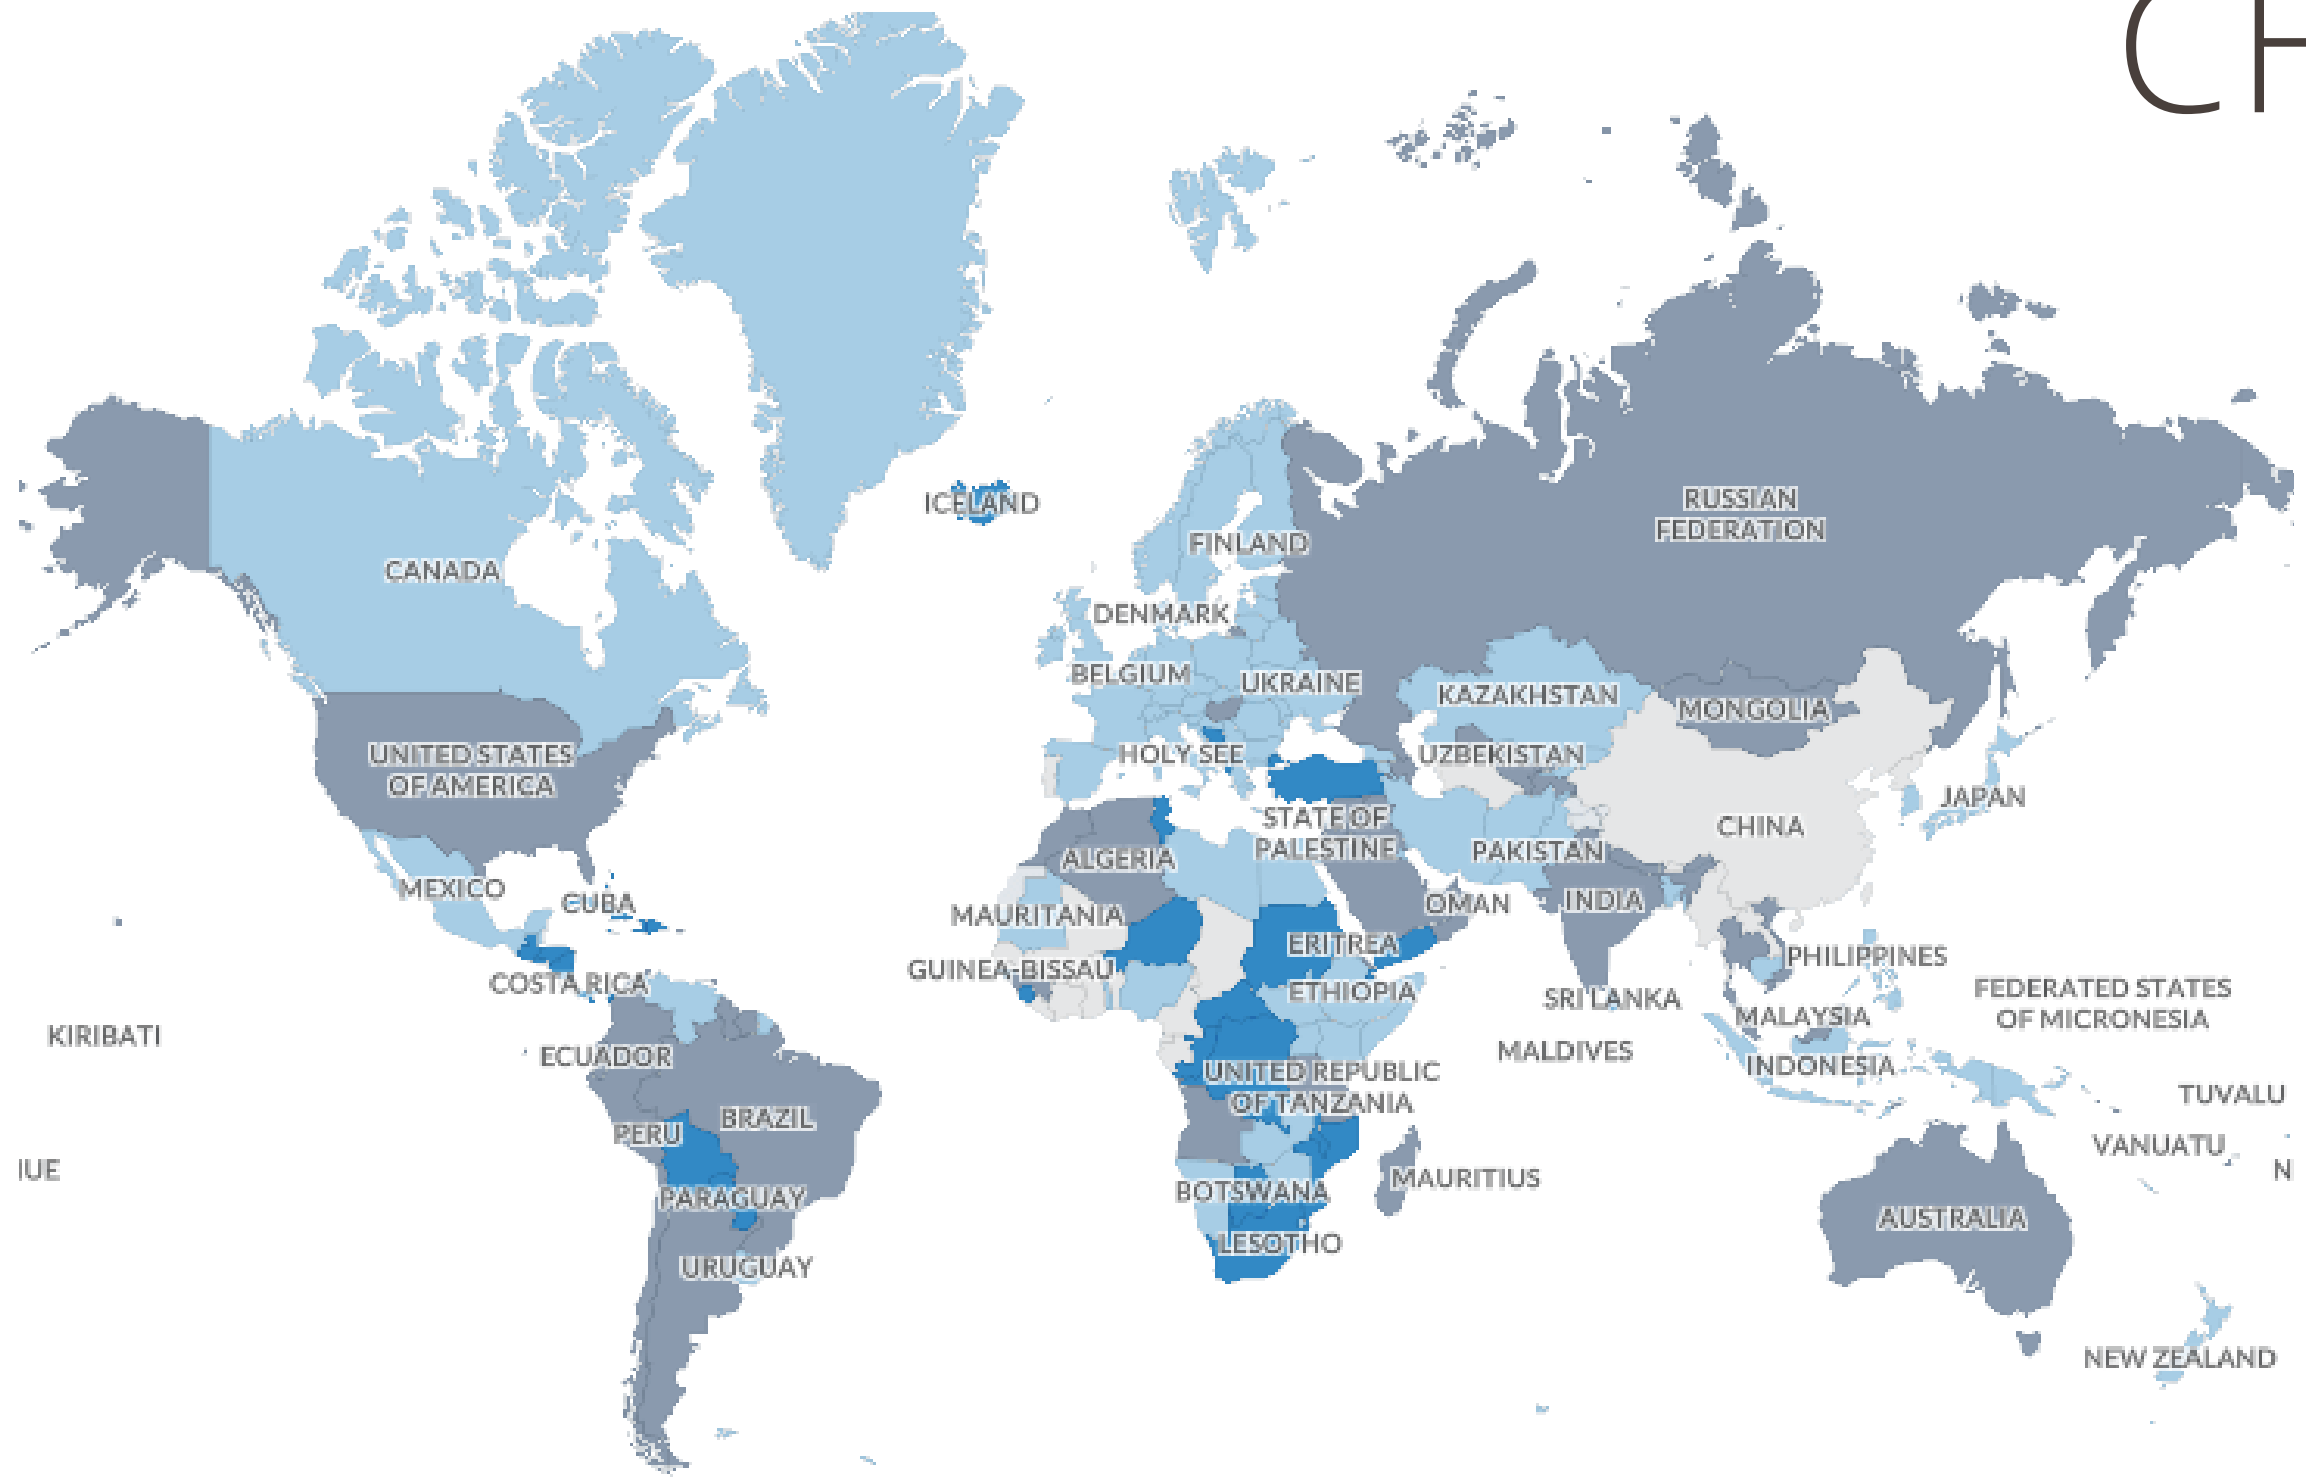 CH
ICELAND
RUSSIAN
FEDERATION
FINLAND
CANADA
DENMARK
BELGIUM
UKRAINE
KAZAKHSTAN
MONGOLIA
UNITED STATES
OF AMERICA
HOLY SEE
UZBEKISTAN
JAPAN
STATE OF
PALESTINE
CHINA
ALGERIA
PAKISTAN
MEXICO
CUBA
OMAN
INDIA
MAURITANIA
ERITREA
PHILIPPINES
GUINEA-BISSAU
COSTA RICA
ETHIOPIA
SRI LANKA
FEDERATED STATES
OF MICRONESIA
MALAYSIA
KIRIBATI
ECUADOR
MALDIVES
INDONESIA
UNITED REPUBLIC
OF TANZANIA
TUVALU
BRAZIL
PERU
VANUATU
IUE
N
MAURITIUS
BOTSWANA
PARAGUAY
AUSTRALIA
LESOTHO
URUGUAY
NEW ZEALAND